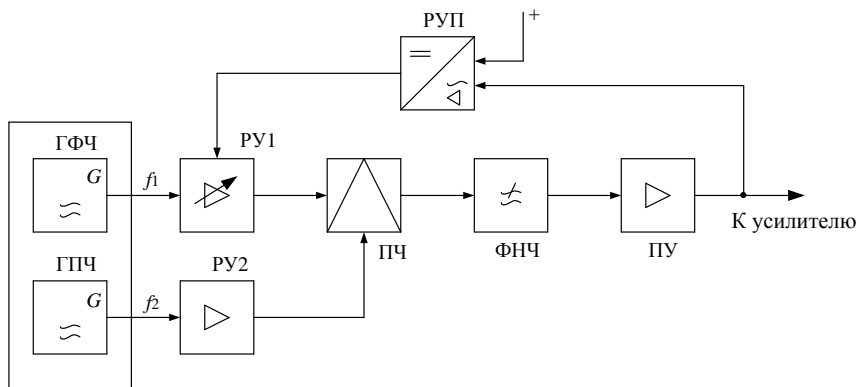 РУП
+
ГФЧ
G
f1
РУ1
ПЧ
ФНЧ
ПУ
К усилителю
ГПЧ
G
f2
РУ2